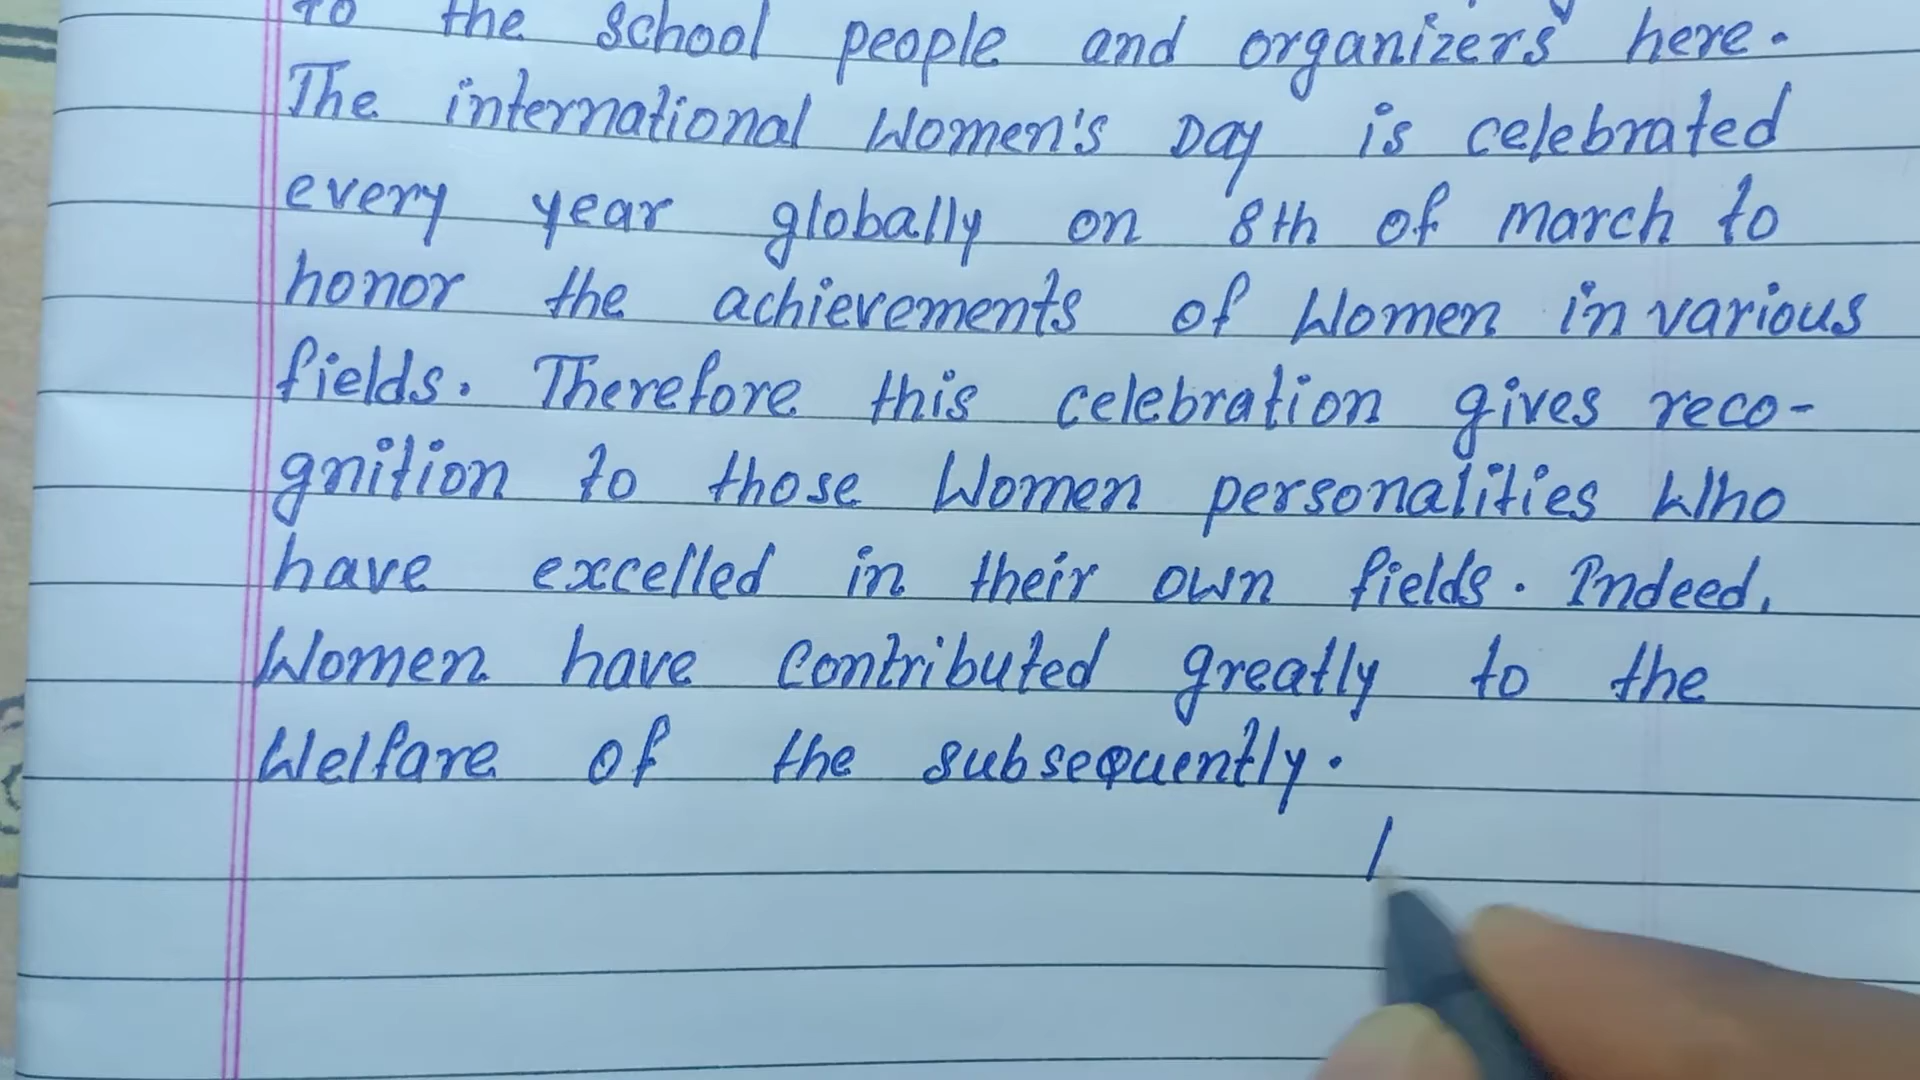 to the school people and organizers here.
The international Women's Day is celebrated
every year globally on 8th of march to
honor the achievements of Women in various
fields. Therefore this celebration gives reco-
gnition to those Women personalities Who
have excelled in their own fields. Indeed,
Women have contributed greatly to the
Welfare of the subsequently.